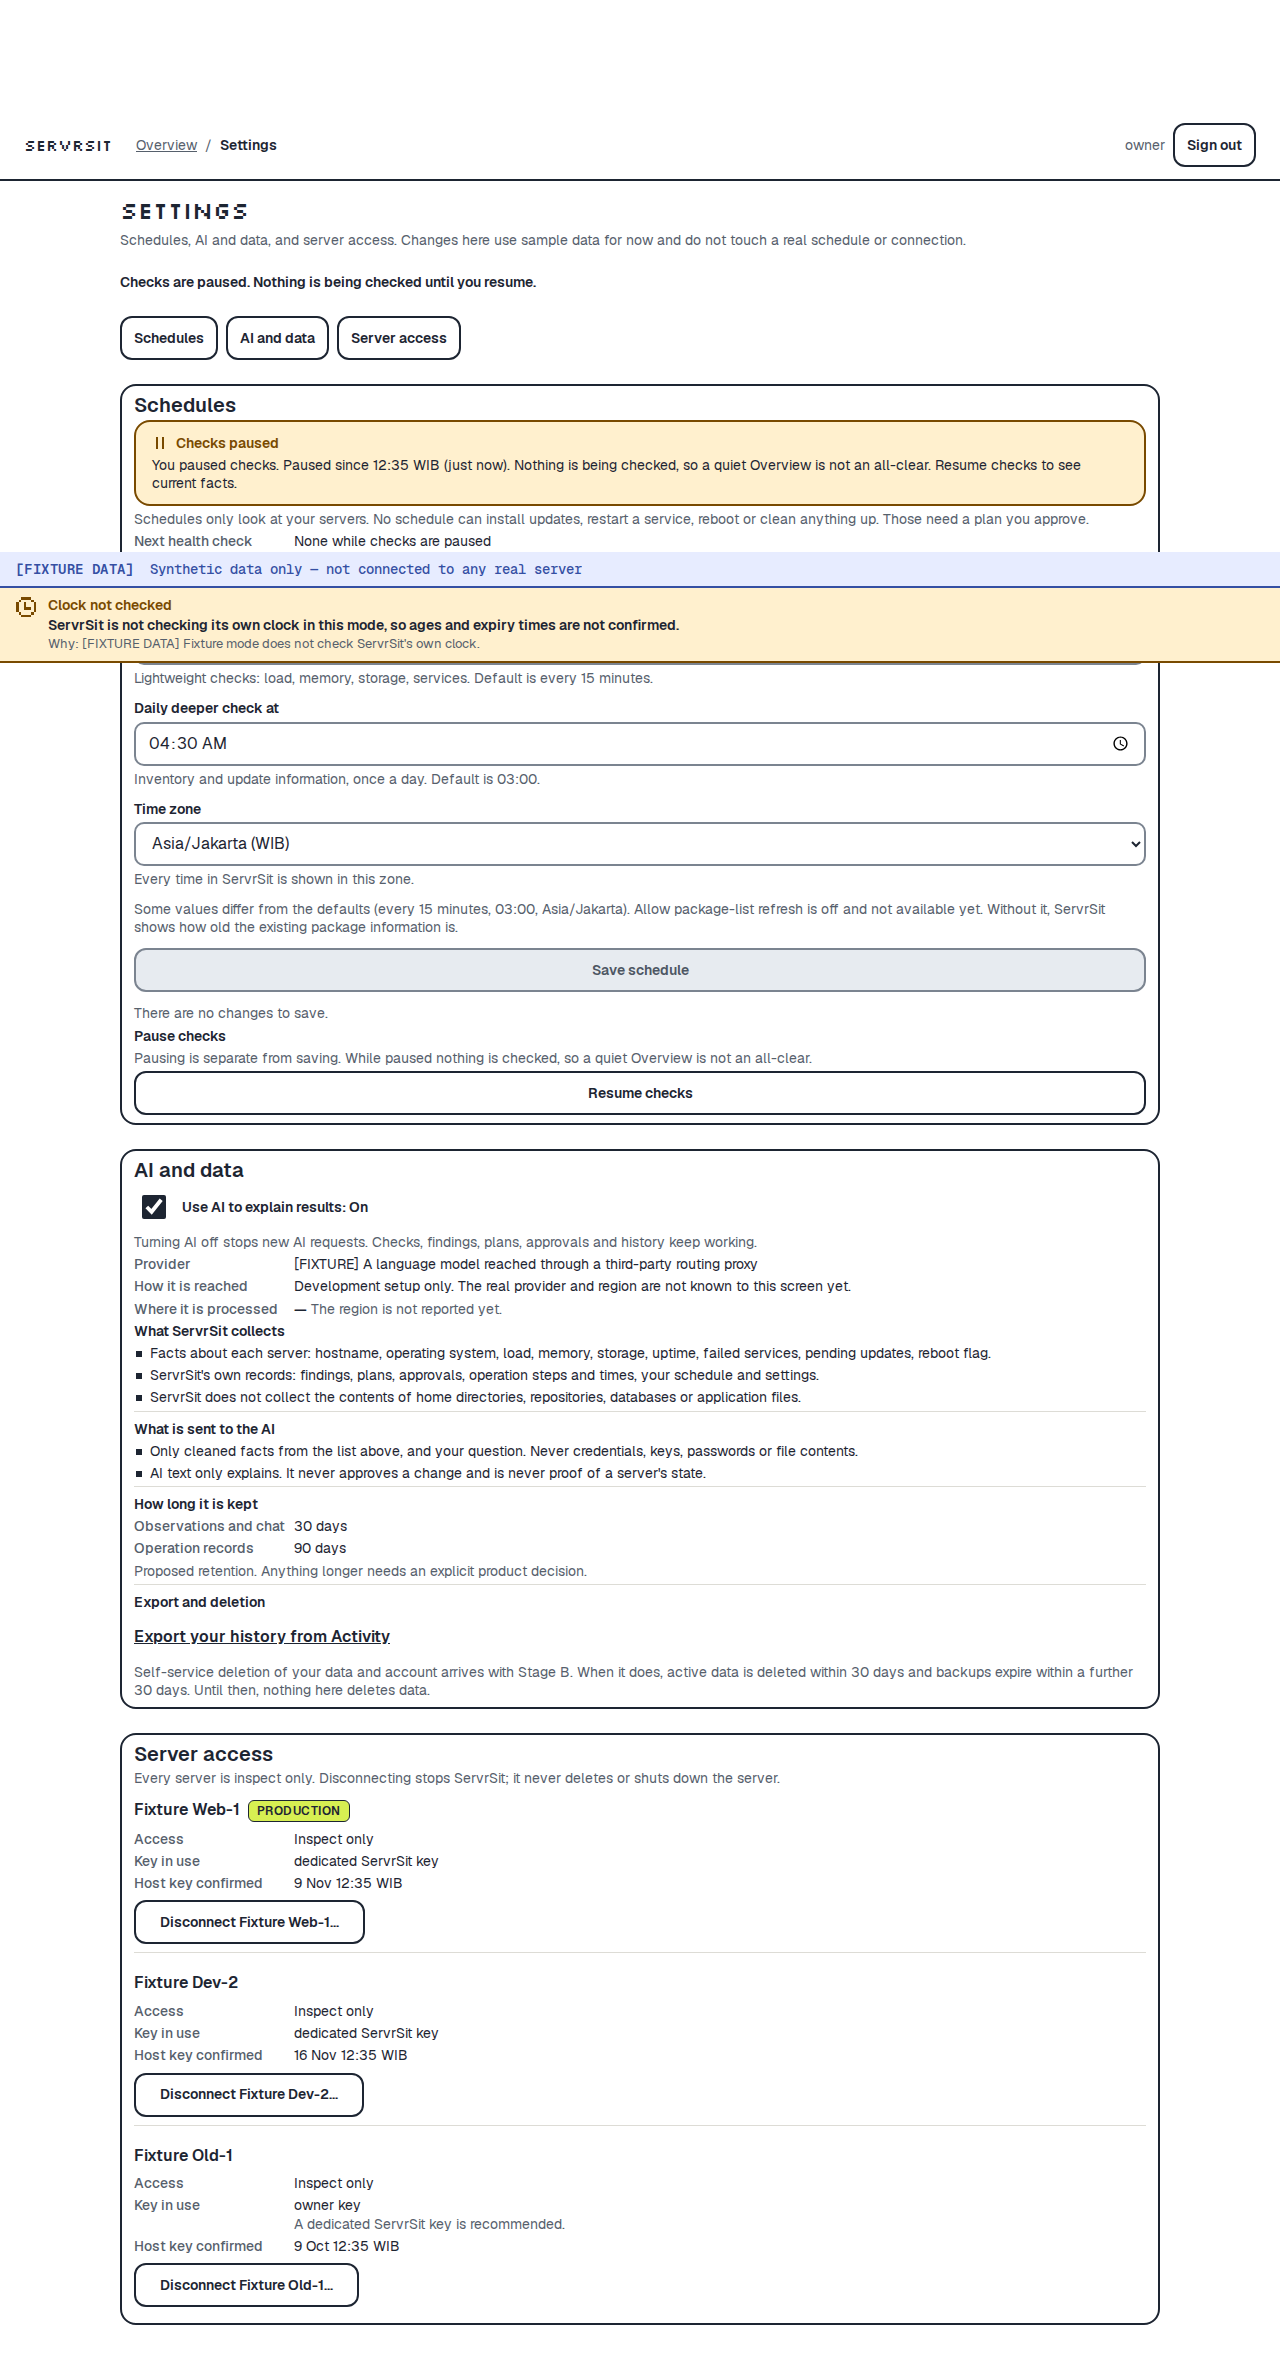 SERVRSIT Overview / Settings owner Sign out
SETTINGS
Schedules, AI and data, and server access. Changes here use sample data for now and do not touch a real schedule or connection.
Checks are paused. Nothing is being checked until you resume.
Schedules AI and data Server access
Schedules
Checks paused
You paused checks. Paused since 12:35 WIB (just now). Nothing is being checked, so a quiet Overview is not an all-clear. Resume checks to see
current facts.
Schedules only look at your servers. No schedule can install updates, restart a service, reboot or clean anything up. Those need a plan you approve.
Next health check None while checks are paused
[FIXTURE DATA] Synthetic data only — not connected to any real server
Clock not checked
ServrSit is not checking its own clock in this mode, so ages and expiry times are not confirmed.
Why: [FIXTURE DATA] Fixture mode does not check ServrSit's own clock.
Lightweight checks: load, memory, storage, services. Default is every 15 minutes.
Daily deeper check at
04:30 AM
Inventory and update information, once a day. Default is 03:00.
Time zone
Asia/Jakarta (WIB)
Every time in ServrSit is shown in this zone.
Some values differ from the defaults (every 15 minutes, 03:00, Asia/Jakarta). Allow package-list refresh is off and not available yet. Without it, ServrSit
shows how old the existing package information is.
Save schedule
There are no changes to save.
Pause checks
Pausing is separate from saving. While paused nothing is checked, so a quiet Overview is not an all-clear.
Resume checks
AI and data
Use AI to explain results: On
Turning AI off stops new AI requests. Checks, findings, plans, approvals and history keep working.
Provider [FIXTURE] A language model reached through a third-party routing proxy
How it is reached Development setup only. The real provider and region are not known to this screen yet.
Where it is processed — The region is not reported yet.
What ServrSit collects
Facts about each server: hostname, operating system, load, memory, storage, uptime, failed services, pending updates, reboot flag.
ServrSit's own records: findings, plans, approvals, operation steps and times, your schedule and settings.
ServrSit does not collect the contents of home directories, repositories, databases or application files.
What is sent to the AI
Only cleaned facts from the list above, and your question. Never credentials, keys, passwords or file contents.
AI text only explains. It never approves a change and is never proof of a server's state.
How long it is kept
Observations and chat 30 days
Operation records 90 days
Proposed retention. Anything longer needs an explicit product decision.
Export and deletion
Export your history from Activity
Self-service deletion of your data and account arrives with Stage B. When it does, active data is deleted within 30 days and backups expire within a further
30 days. Until then, nothing here deletes data.
Server access
Every server is inspect only. Disconnecting stops ServrSit; it never deletes or shuts down the server.
Fixture Web-1 PRODUCTION
Access Inspect only
Key in use dedicated ServrSit key
Host key confirmed 9 Nov 12:35 WIB
Disconnect Fixture Web-1...
Fixture Dev-2
Access Inspect only
Key in use dedicated ServrSit key
Host key confirmed 16 Nov 12:35 WIB
Disconnect Fixture Dev-2...
Fixture Old-1
Access Inspect only
Key in use owner key
A dedicated ServrSit key is recommended.
Host key confirmed 9 Oct 12:35 WIB
Disconnect Fixture Old-1...